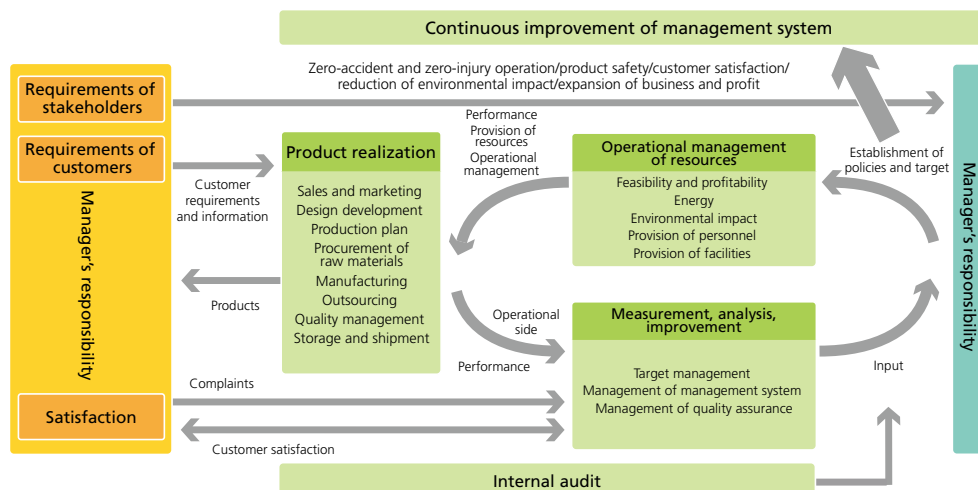 Continuous improvement of management system
Zero-accident and zero-injury operation/product safety/customer satisfaction/
reduction of environmental impact/expansion of business and profit
Requirements of
stakeholders
Requirements of
customers
Manager's responsibility
Satisfaction
Customer
requirements
and information
Products
Complaints
Customer satisfaction
Product realization
Sales and marketing
Design development
Production plan
Procurement of
raw materials
Manufacturing
Outsourcing
Quality management
Storage and shipment
Performance
Provision of
resources
Operational
management
Operational
side
Performance
Operational management
of resources
Feasibility and profitability
Energy
Environmental impact
Provision of personnel
Provision of facilities
Measurement, analysis,
improvement
Target management
Management of management system
Management of quality assurance
Establishment of
policies and target
Input
Manager's responsibility
Internal audit